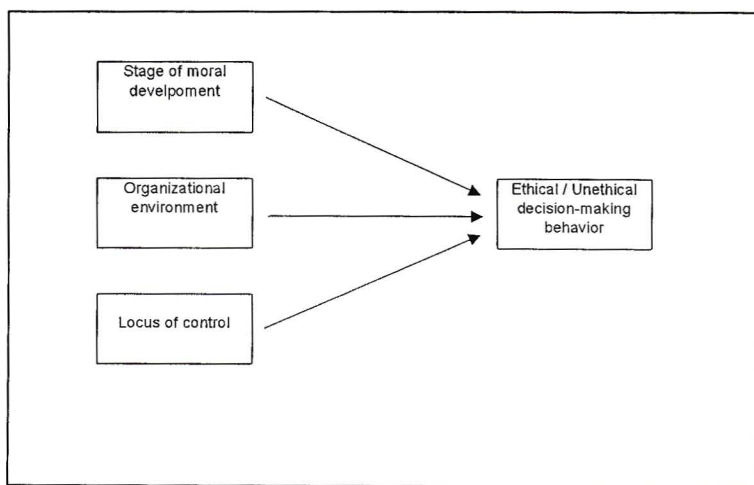 Stage of moral
develpoment
Organizational
environment
Ethical / Unethical
decision-making
behavior
Locus of control